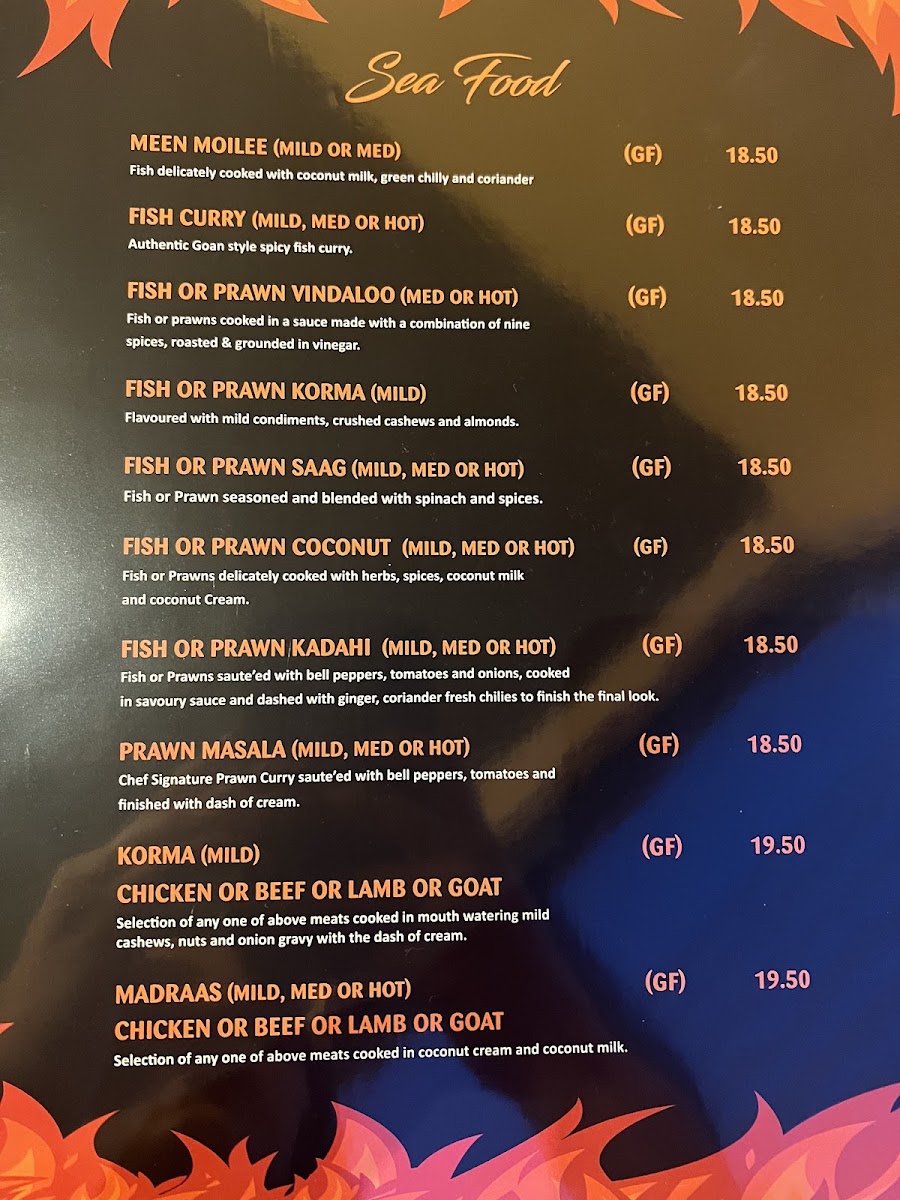 Sea Food
MEEN MOILEE (MILD OR MED) (GF) 18.50
Fish delicately cooked with coconut milk, green chilly and coriander
FISH CURRY (MILD, MED OR HOT) (GF) 18.50
Authentic Goan style spicy fish curry.
FISH OR PRAWN VINDALOO (MED OR HOT) (GF) 18.50
Fish or prawns cooked in a sauce made with a combination of nine
spices, roasted & grounded in vinegar.
FISH OR PRAWN KORMA (MILD) (GF) 18.50
Flavoured with mild condiments, crushed cashews and almonds.
FISH OR PRAWN SAAG (MILD, MED OR HOT) (GF) 18.50
Fish or Prawn seasoned and blended with spinach and spices.
FISH OR PRAWN COCONUT (MILD, MED OR HOT) (GF) 18.50
Fish or Prawns delicately cooked with herbs, spices, coconut milk
and coconut Cream.
FISH OR PRAWN KADAHI (MILD, MED OR HOT) (GF) 18.50
Fish or Prawns saute'ed with bell peppers, tomatoes and onions, cooked
in savoury sauce and dashed with ginger, coriander fresh chilies to finish the final look.
PRAWN MASALA (MILD, MED OR HOT) (GF) 18.50
Chef Signature Prawn Curry saute'ed with bell peppers, tomatoes and
finished with dash of cream.
KORMA (MILD) (GF) 19.50
CHICKEN OR BEEF OR LAMB OR GOAT
Selection of any one of above meats cooked in mouth watering mild
cashews, nuts and onion gravy with the dash of cream.
MADRAAS (MILD, MED OR HOT) (GF) 19.50
CHICKEN OR BEEF OR LAMB OR GOAT
Selection of any one of above meats cooked in coconut cream and coconut milk.